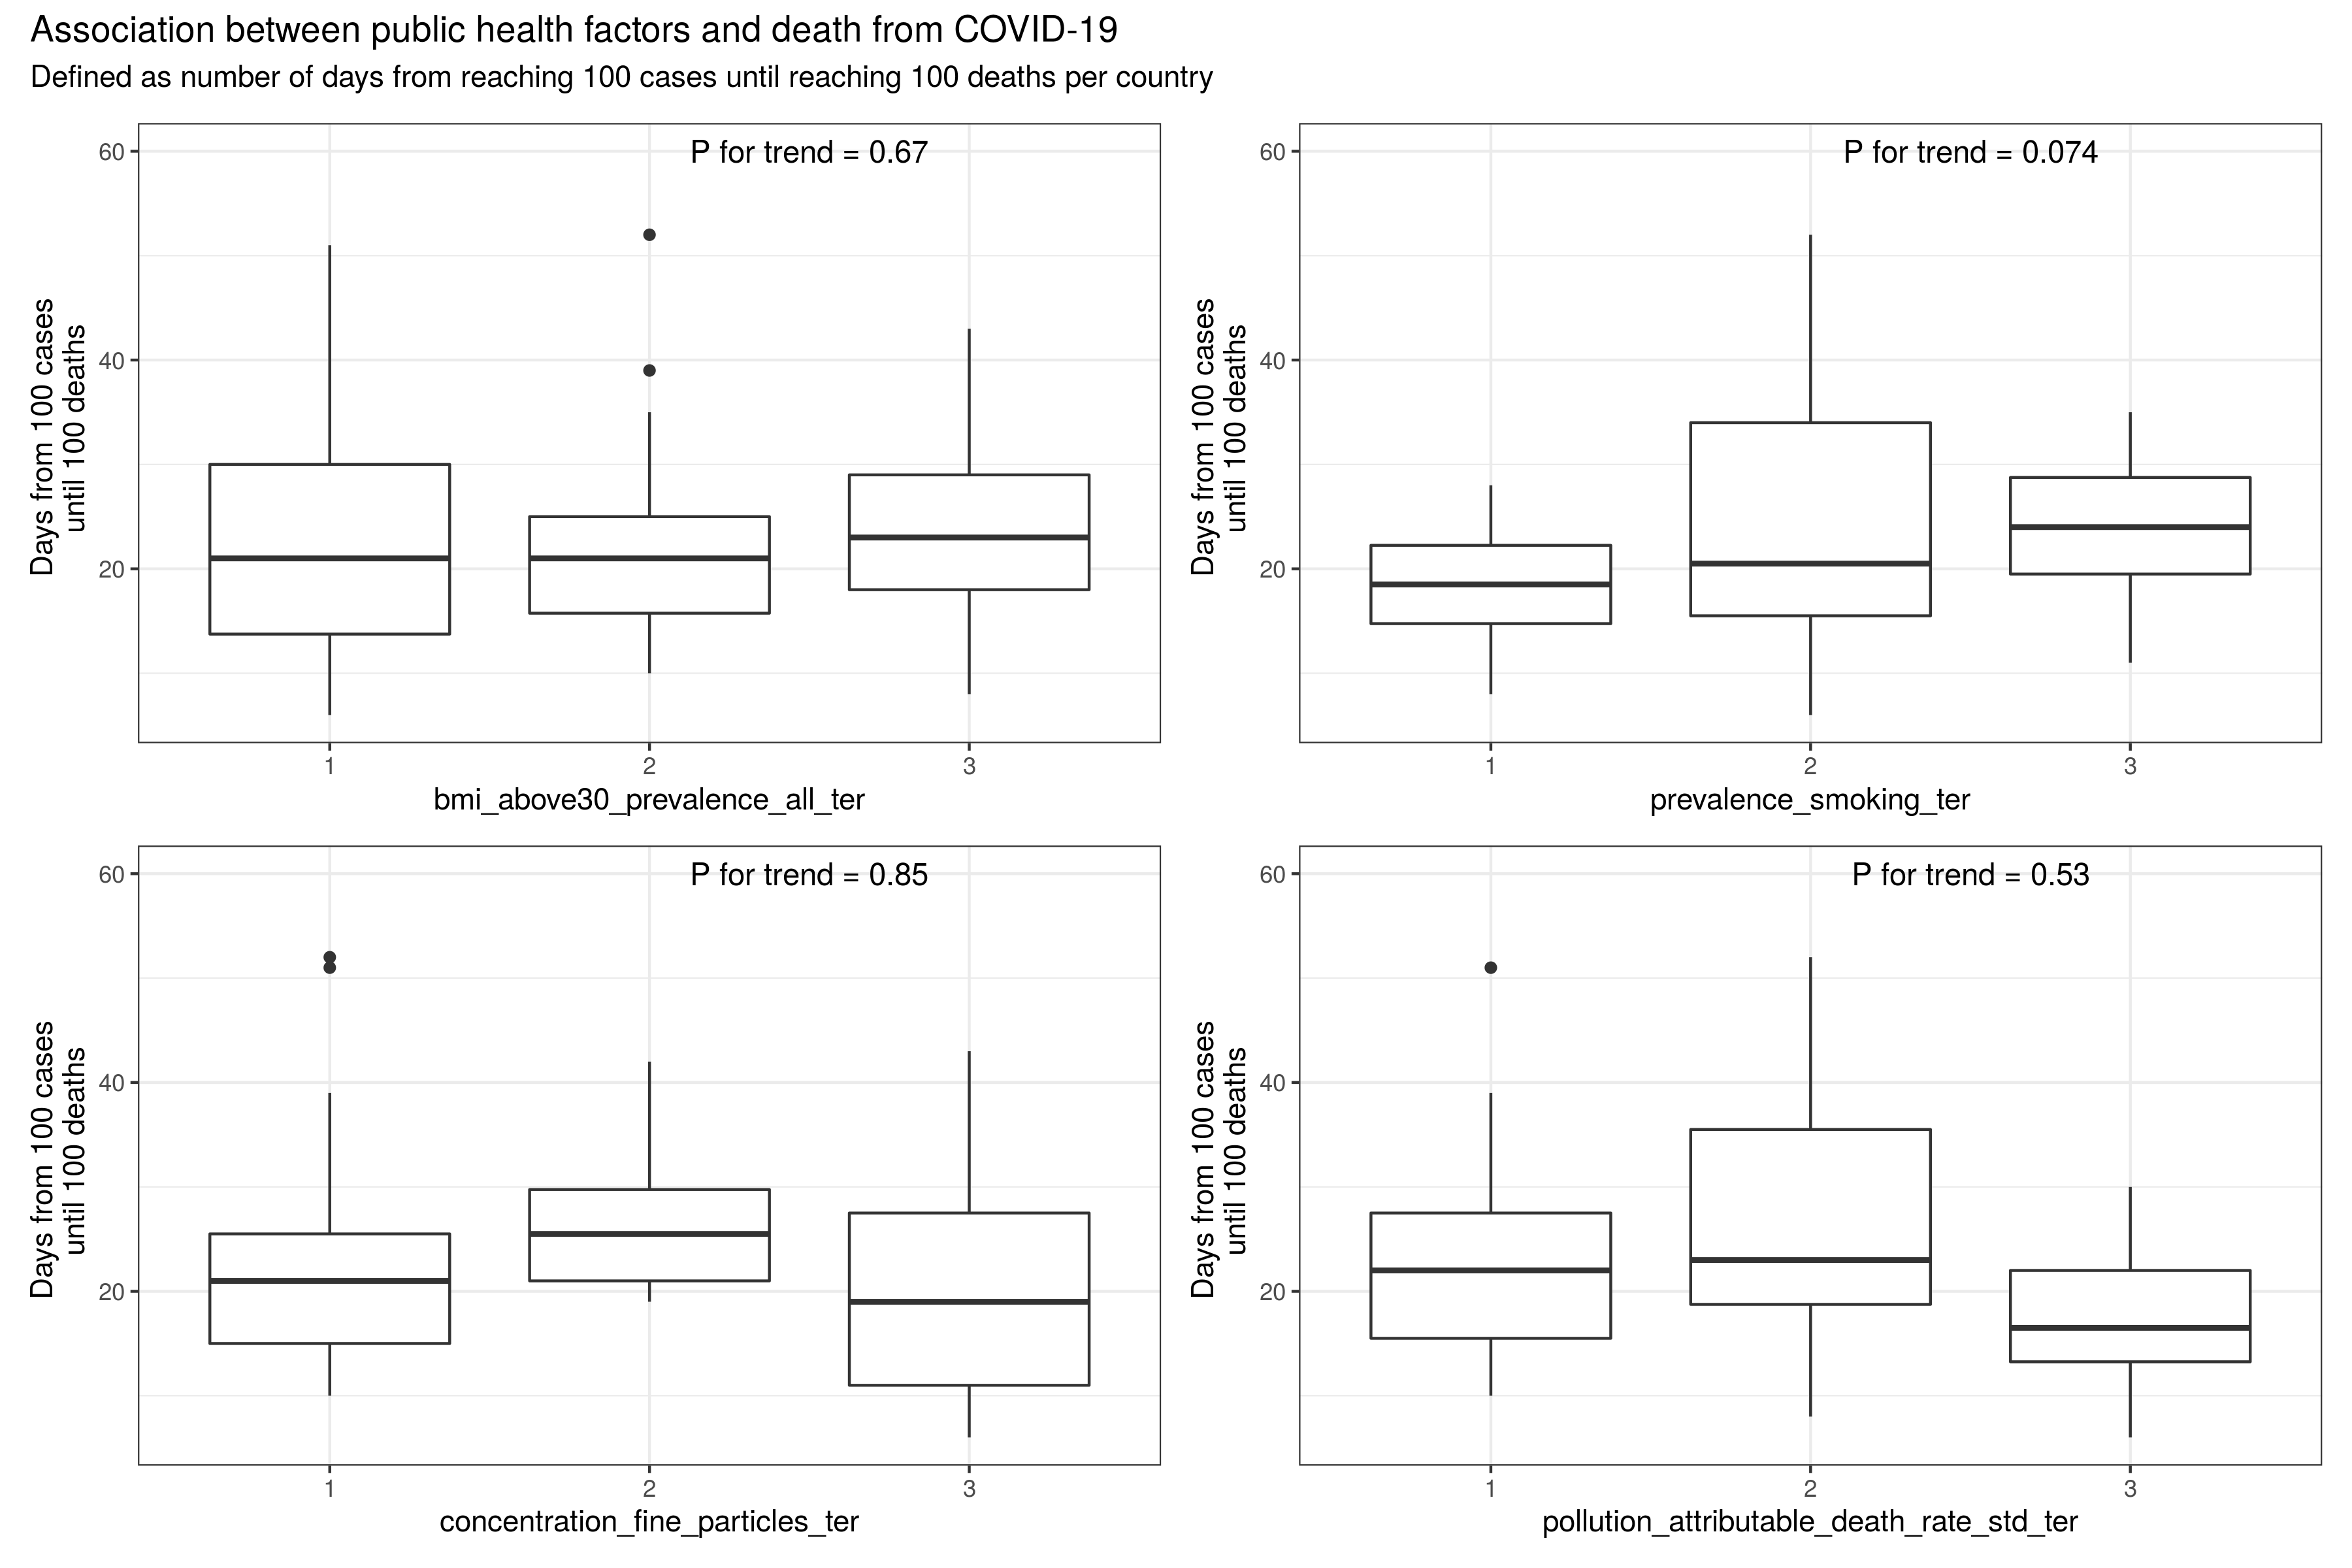 Association between public health factors and death from COVID-19
Defined as number of days from reaching 100 cases until reaching 100 deaths per country
P for trend = 0.67
60
40
20
Days from 100 cases
until 100 deaths
1 2 3
bmi_above30_prevalence_all_ter
P for trend = 0.074
60
40
20
Days from 100 cases
until 100 deaths
1 2 3
prevalence_smoking_ter
P for trend = 0.85
60
40
20
Days from 100 cases
until 100 deaths
1 2 3
concentration_fine_particles_ter
P for trend = 0.53
60
40
20
Days from 100 cases
until 100 deaths
1 2 3
pollution_attributable_death_rate_std_ter